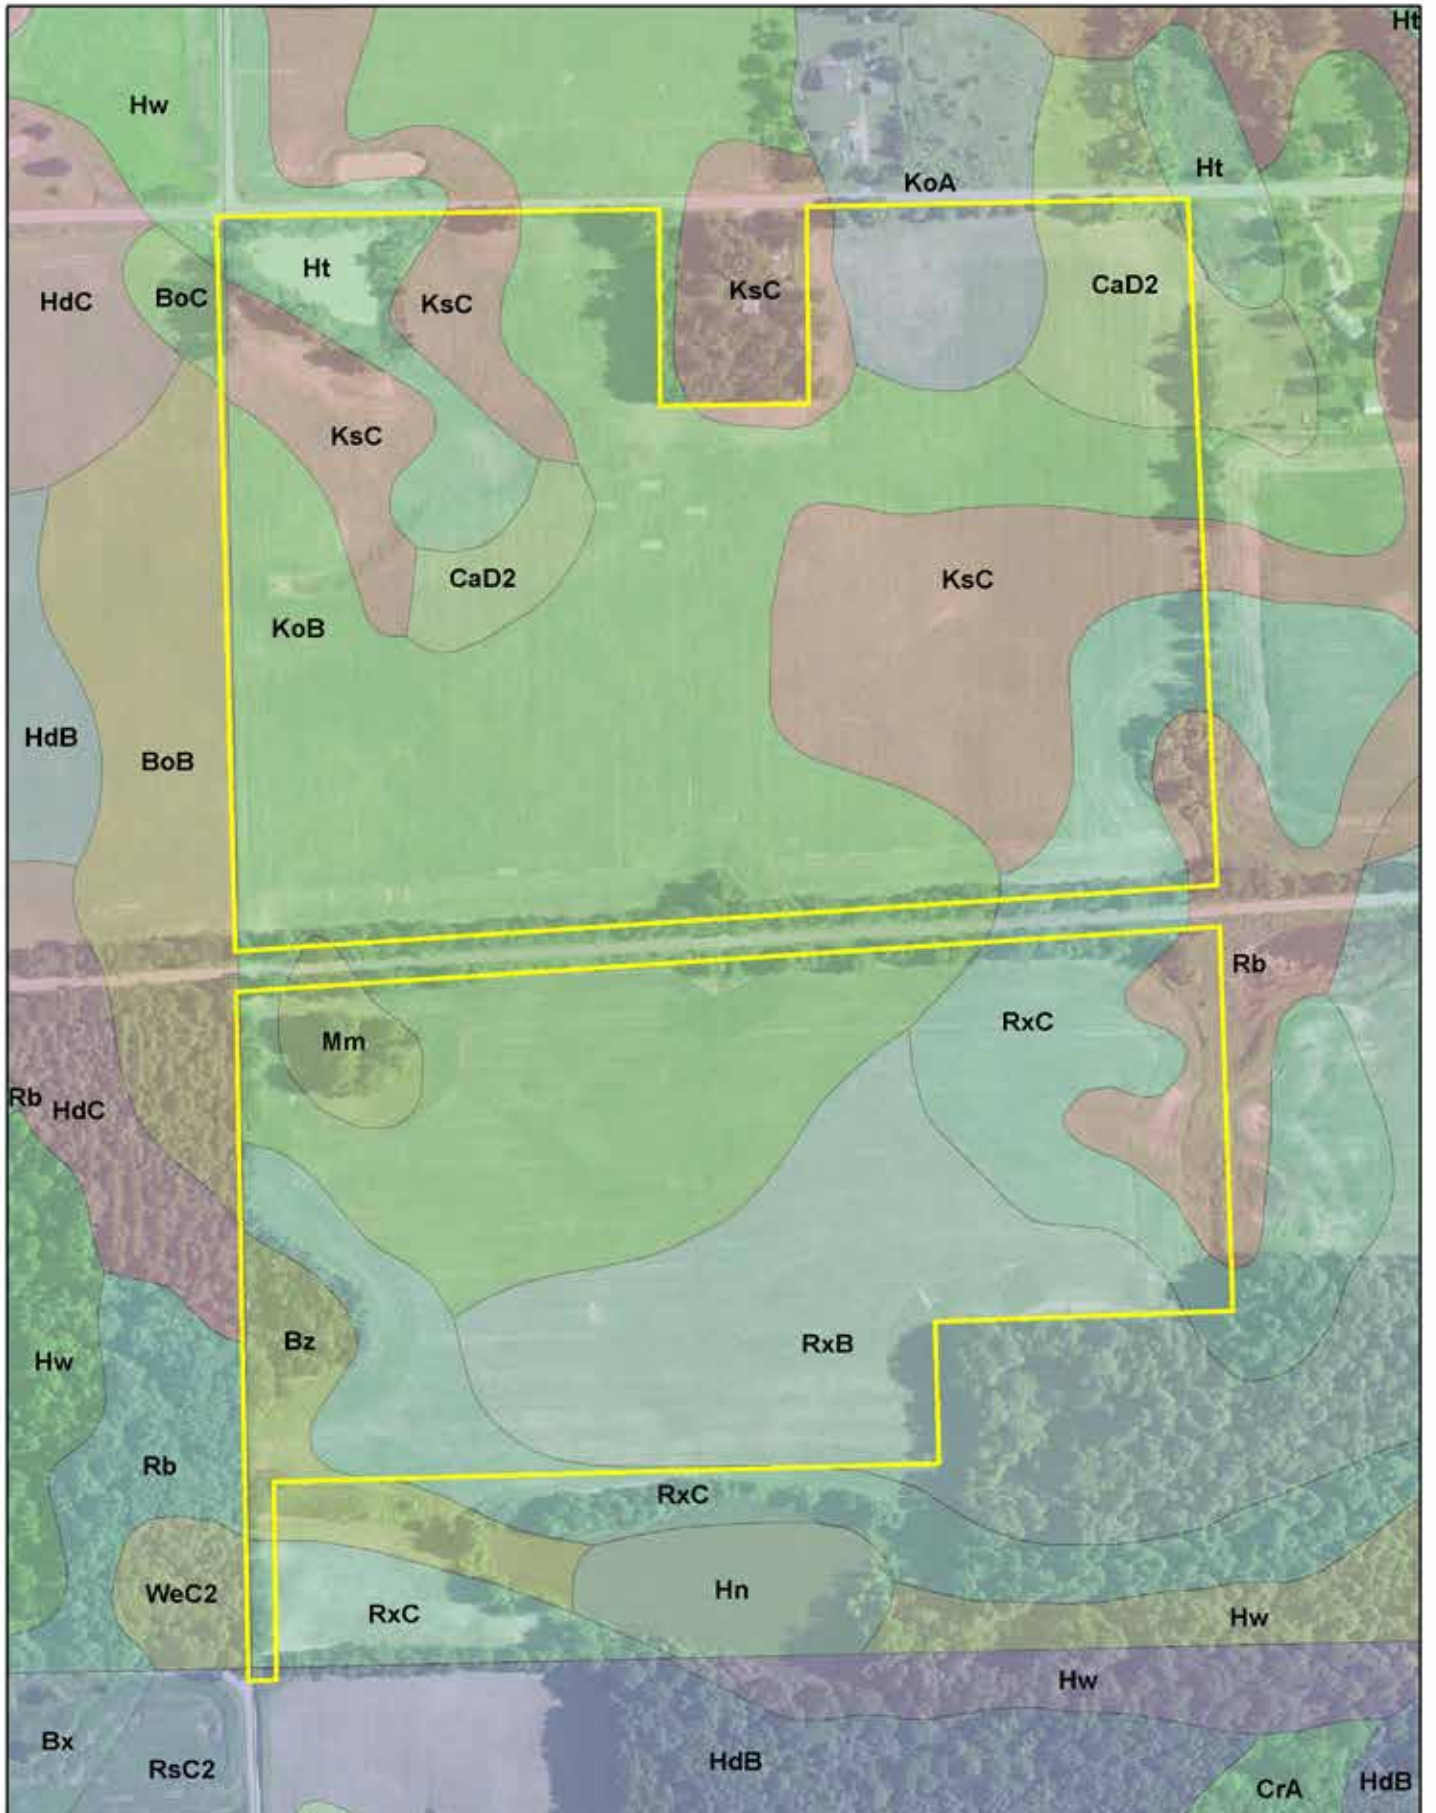 Ht
Hw
Ht
KoA
Ht
CaD2
KsC
HdC
BoC
KsC
KsC
CaD2
KsC
KoB
HdB
BoB
Rb
RxC
Mm
Rb
HdC
Bz
RxB
Hw
Rb
RxC
Hn
WeC2
RxC
Hw
Hw
Bx
HdB
RsC2
HdB
CrA